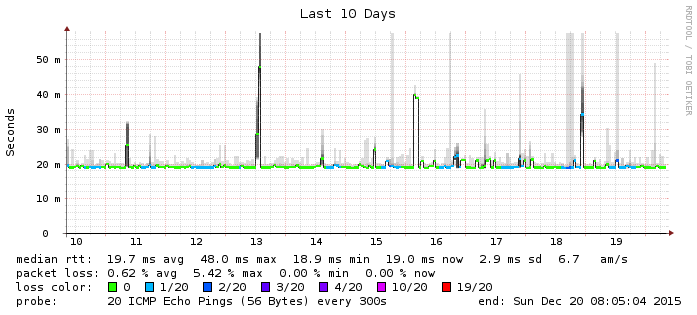 Last 10 Days
RRDTOOL / TOBI OETIKER
Seconds
50 m
40 m
30 m
20 m
10 m
0
10 11 12 13 14 15 16 17 18 19
median rtt: 19.7 ms avg 48.0 ms max 18.9 ms min 19.0 ms now 2.9 ms sd 6.7 am/s
packet loss: 0.62 % avg 5.42 % max 0.00 % min 0.00 % now
loss color: 0 1/20 2/20 3/20 4/20 10/20 19/20
probe: 20 ICMP Echo Pings (56 Bytes) every 300s end: Sun Dec 20 08:05:04 2015